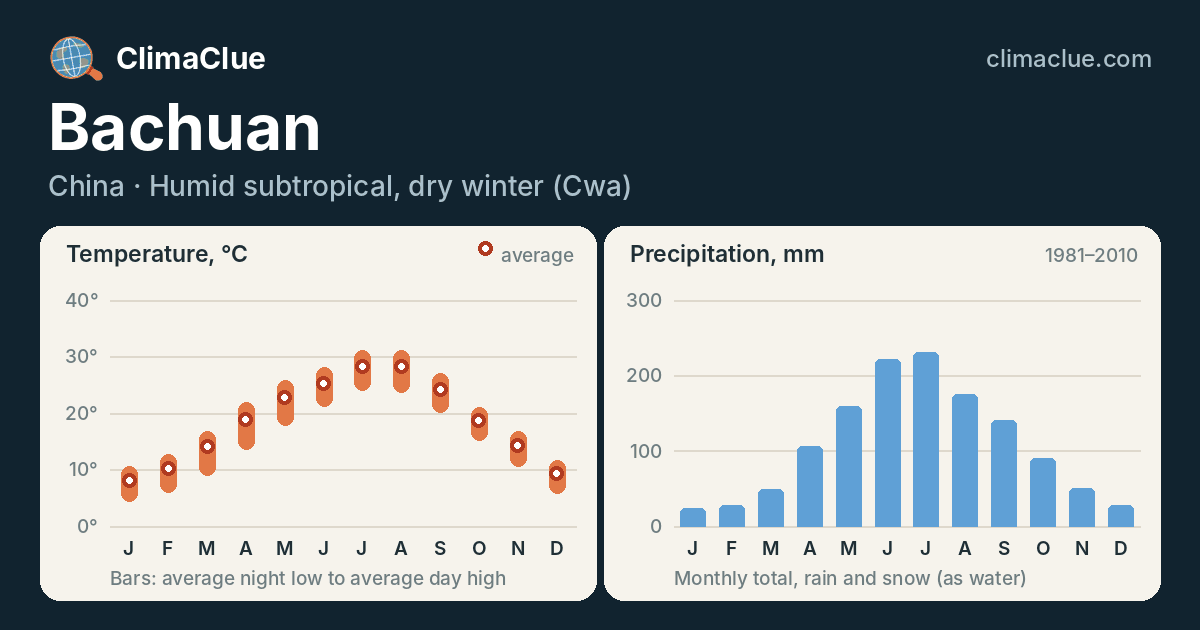 ClimaClue
climaclue.com
Bachuan
China · Humid subtropical, dry winter (Cwa)
Temperature, °C
average
40°
30°
20°
10°
0°
J F M A M J J A S O N D
Bars: average night low to average day high
Precipitation, mm
1981–2010
300
200
100
0
J F M A M J J A S O N D
Monthly total, rain and snow (as water)